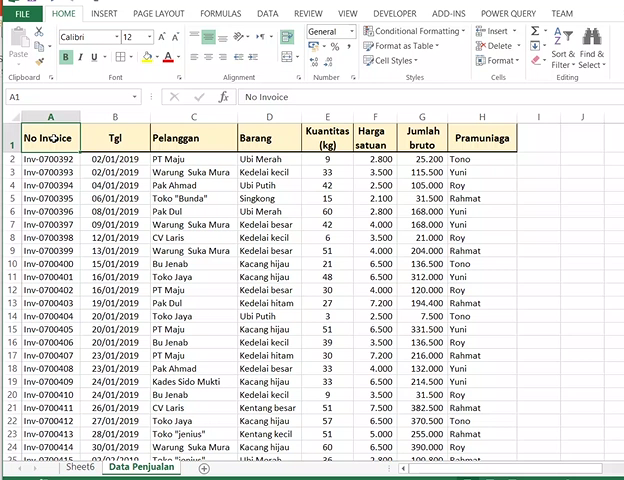 FILE HOME INSERT PAGE LAYOUT FORMULAS DATA REVIEW VIEW DEVELOPER ADD-INS POWER QUERY TEAM
Paste
Calibri 12
B I U
Clipboard Font Alignment
General
%
Number
Conditional Formatting
Format as Table
Cell Styles
Styles
Insert
Delete
Format
Cells
Sort &
Filter
Find &
Select
Editing
A1 fx No Invoice
A B C D E F G H I J
1 No Invoice Tgl Pelanggan Barang Kuantitas (kg) Harga satuan Jumlah bruto Pramuniaga
2 Inv-0700392 02/01/2019 PT Maju Ubi Merah 9 2.800 25.200 Tono
3 Inv-0700393 02/01/2019 Warung Suka Mura Kedelai kecil 33 3.500 115.500 Yuni
4 Inv-0700394 04/01/2019 Pak Ahmad Ubi Putih 42 2.500 105.000 Roy
5 Inv-0700395 06/01/2019 Toko "Bunda" Singkong 15 2.100 31.500 Rahmat
6 Inv-0700396 08/01/2019 Pak Dul Ubi Merah 60 2.800 168.000 Yuni
7 Inv-0700397 09/01/2019 Warung Suka Mura Kedelai besar 42 4.000 168.000 Yuni
8 Inv-0700398 12/01/2019 CV Laris Kedelai kecil 6 3.500 21.000 Roy
9 Inv-0700399 13/01/2019 Warung Suka Mura Kedelai besar 51 4.000 204.000 Rahmat
10 Inv-0700400 15/01/2019 Bu Jenab Kacang hijau 21 6.500 136.500 Tono
11 Inv-0700401 16/01/2019 Toko Jaya Kacang hijau 48 6.500 312.000 Yuni
12 Inv-0700402 16/01/2019 PT Maju Kedelai besar 30 4.000 120.000 Roy
13 Inv-0700403 19/01/2019 Pak Dul Kedelai hitam 27 7.200 194.400 Rahmat
14 Inv-0700404 20/01/2019 Toko Jaya Ubi Putih 3 2.500 7.500 Tono
15 Inv-0700405 20/01/2019 PT Maju Kacang hijau 51 6.500 331.500 Yuni
16 Inv-0700406 20/01/2019 Bu Jenab Kedelai kecil 39 3.500 136.500 Roy
17 Inv-0700407 23/01/2019 PT Maju Kedelai hitam 30 7.200 216.000 Rahmat
18 Inv-0700408 23/01/2019 Pak Ahmad Kedelai besar 33 4.000 132.000 Yuni
19 Inv-0700409 24/01/2019 Kades Sido Mukti Kacang hijau 33 6.500 214.500 Rahmat
20 Inv-0700410 24/01/2019 Bu Jenab Kedelai kecil 9 3.500 31.500 Roy
21 Inv-0700411 24/01/2019 CV Laris Kentang besar 51 7.500 382.500 Rahmat
22 Inv-0700412 27/01/2019 Toko Jaya Kacang hijau 57 6.500 370.500 Tono
23 Inv-0700413 28/01/2019 Toko "jenius" Kentang kecil 51 5.000 255.000 Rahmat
24 Inv-0700414 30/01/2019 Warung Suka Mura Kacang hijau 60 6.500 390.000 Roy
25 Inv-0700415 02/02/2019 Toko "jenius" Ubi Merah 36 2.800 100.800 Rahmat
Sheet6 Data Penjualan